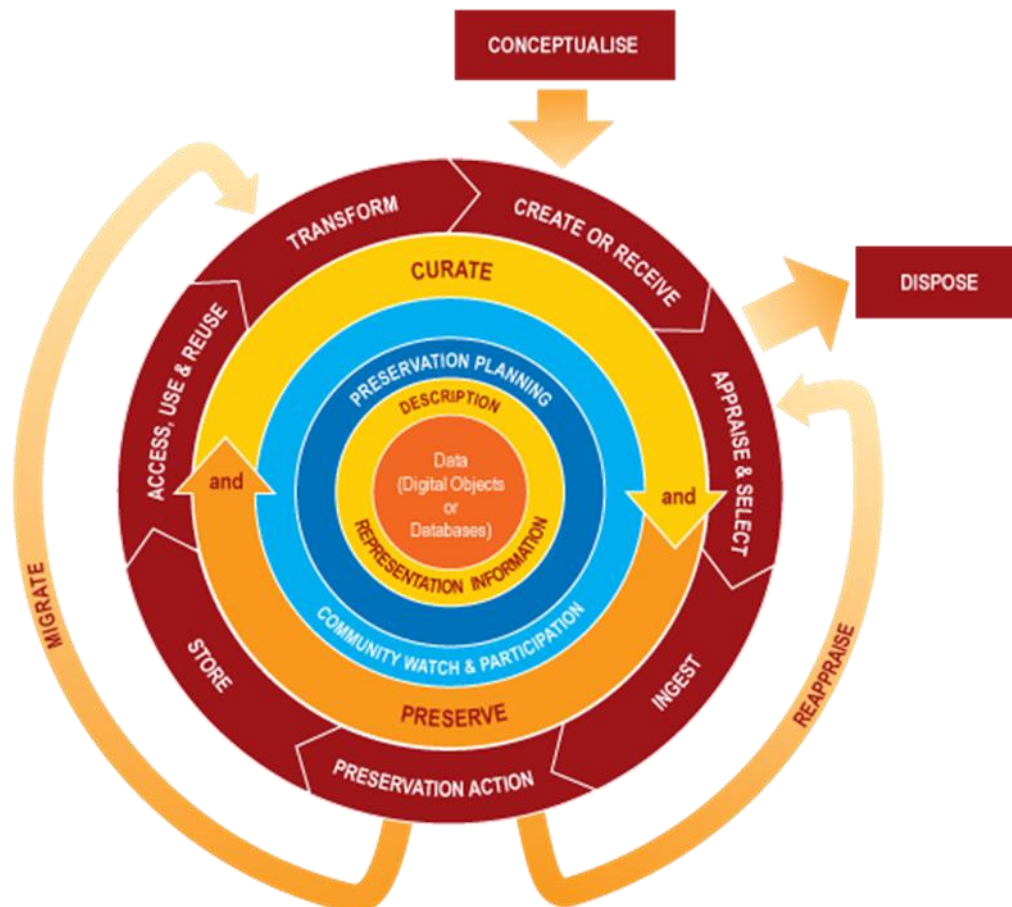 CONCEPTUALISE
TRANSFORM
CREATE OR RECEIVE
CURATE
DISPOSE
ACCESS, USE & REUSE
PRESERVATION PLANNING
APPRAISE & SELECT
DESCRIPTION
Data
(Digital Objects
or
Databases)
and
and
REPRESENTATION INFORMATION
MIGRATE
COMMUNITY WATCH & PARTICIPATION
STORE
INGEST
REAPPRAISE
PRESERVE
PRESERVATION ACTION